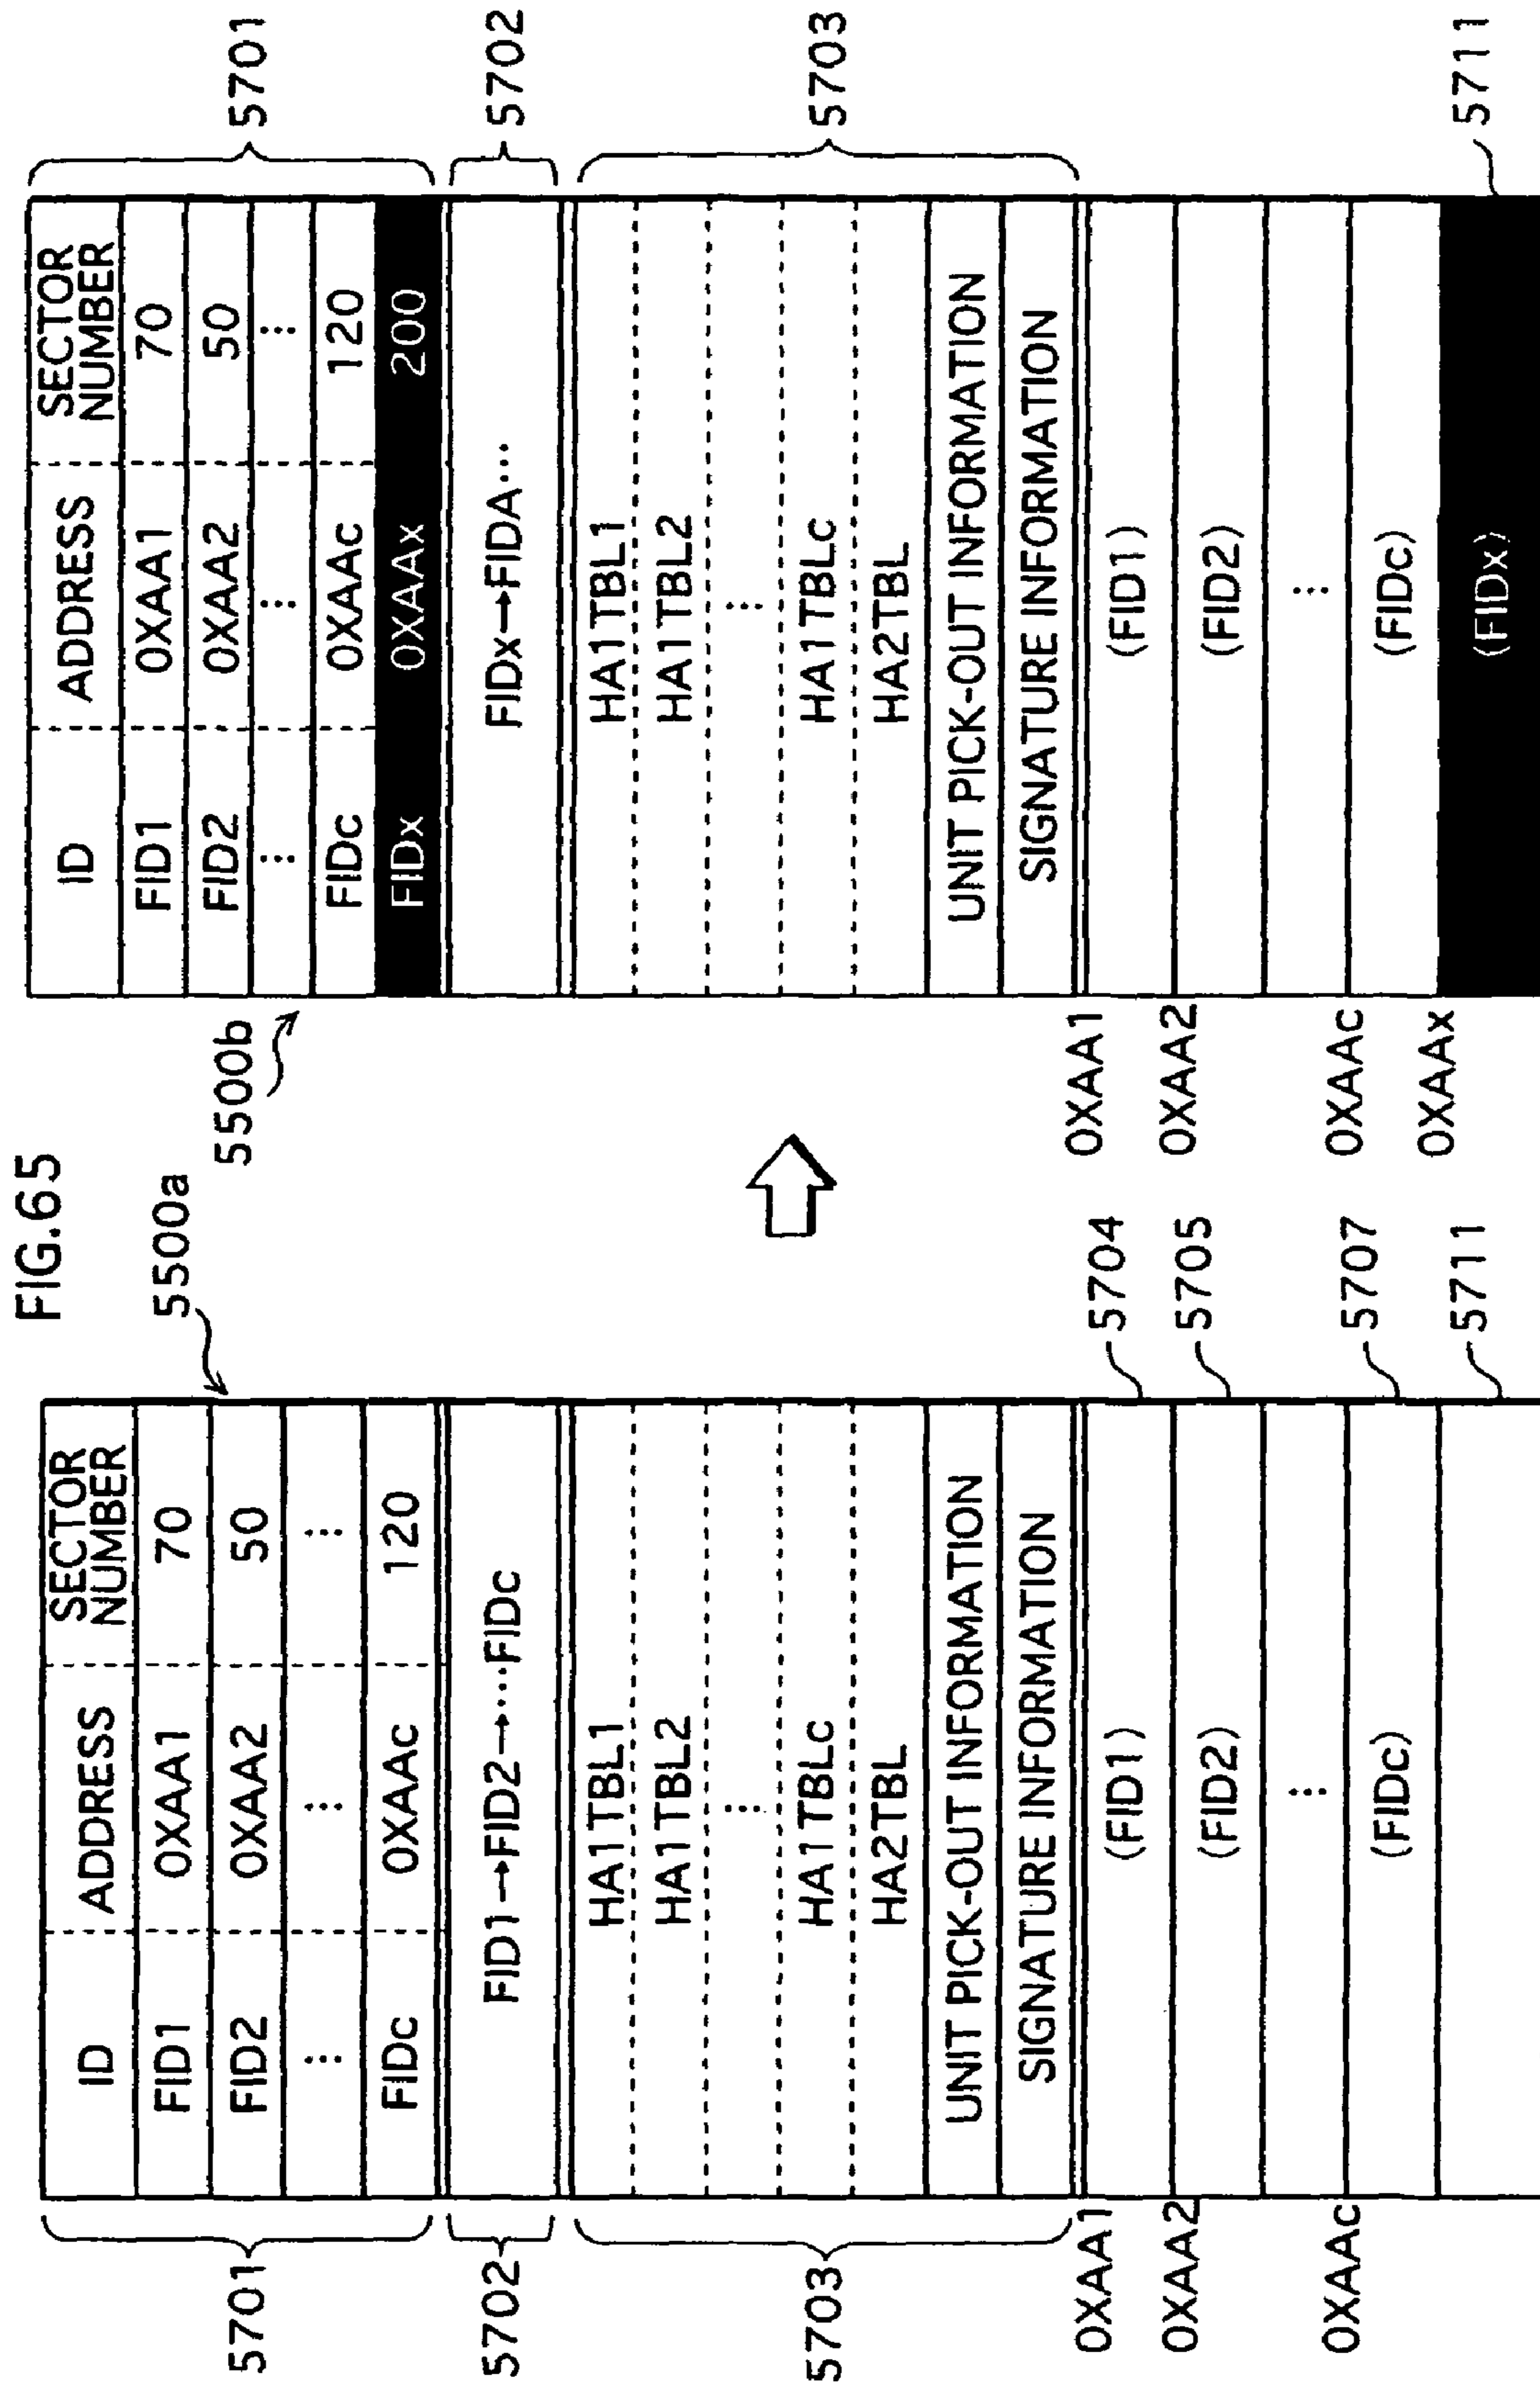 FIG.65
5500a
ID ADDRESS SECTOR NUMBER
FID1 0XAA1 70
FID2 0XAA2 50
⋮ ⋮ ⋮
FIDc 0XAAc 120
5701
FID1→FID2→····FIDc
5702
HA1TBL1
HA1TBL2
⋮
HA1TBLc
HA2TBL
UNIT PICK-OUT INFORMATION
SIGNATURE INFORMATION
5703
0XAA1 (FID1) 5704
0XAA2 (FID2) 5705
⋮
0XAAc (FIDc) 5707
5711
5500b
ID ADDRESS SECTOR NUMBER
FID1 0XAA1 70
FID2 0XAA2 50
⋮ ⋮ ⋮
FIDc 0XAAc 120
FIDx 0XAAx 200
5701
FIDx→FIDA···
5702
HA1TBL1
HA1TBL2
⋮
HA1TBLc
HA2TBL
UNIT PICK-OUT INFORMATION
SIGNATURE INFORMATION
5703
0XAA1 (FID1)
0XAA2 (FID2)
⋮
0XAAc (FIDc)
0XAAx (FIDx) 5711